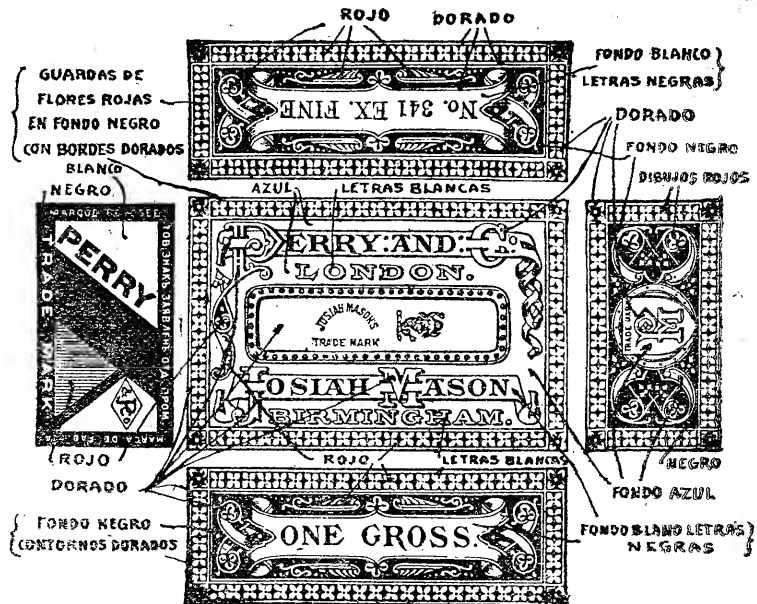 ROJO DORADO
GUARDAS DE
FLORES ROJAS
EN FONDO NEGRO
CON BORDES DORADOS
FONDO BLANCO
LETRAS NEGRAS
No. 341 EX. FINE
DORADO
FONDO NEGRO
DIBUJOS ROJOS
BLANCO
NEGRO
AZUL LETRAS BLANCAS
PERRY
TRADE MARK
PERRY: AND: Co.
LONDON.
JOSIAH MASON'S
TRADE MARK
TRADE MARK
JOSIAH MASON
BIRMINGHAM.
ROJO
DORADO
ROJO LETRAS BLANCAS
NEGRO
FONDO AZUL
FONDO NEGRO
CONTORNOS DORADOS
ONE GROSS.
FONDO BLANO LETRAS
NEGRAS